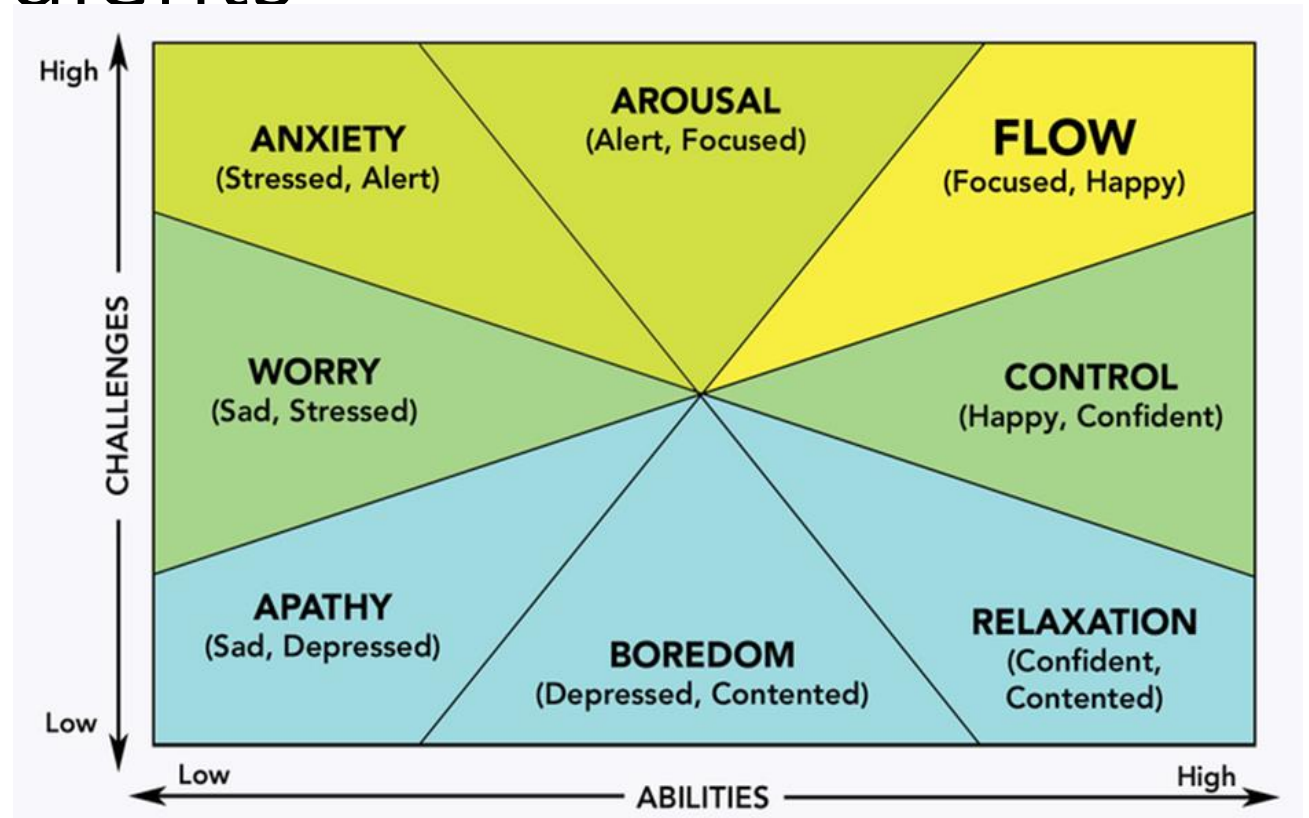 High
ANXIETY
(Stressed, Alert)
AROUSAL
(Alert, Focused)
FLOW
(Focused, Happy)
CHALLENGES
WORRY
(Sad, Stressed)
CONTROL
(Happy, Confident)
APATHY
(Sad, Depressed)
BOREDOM
(Depressed, Contented)
RELAXATION
(Confident,
Contented)
Low
Low
ABILITIES
High